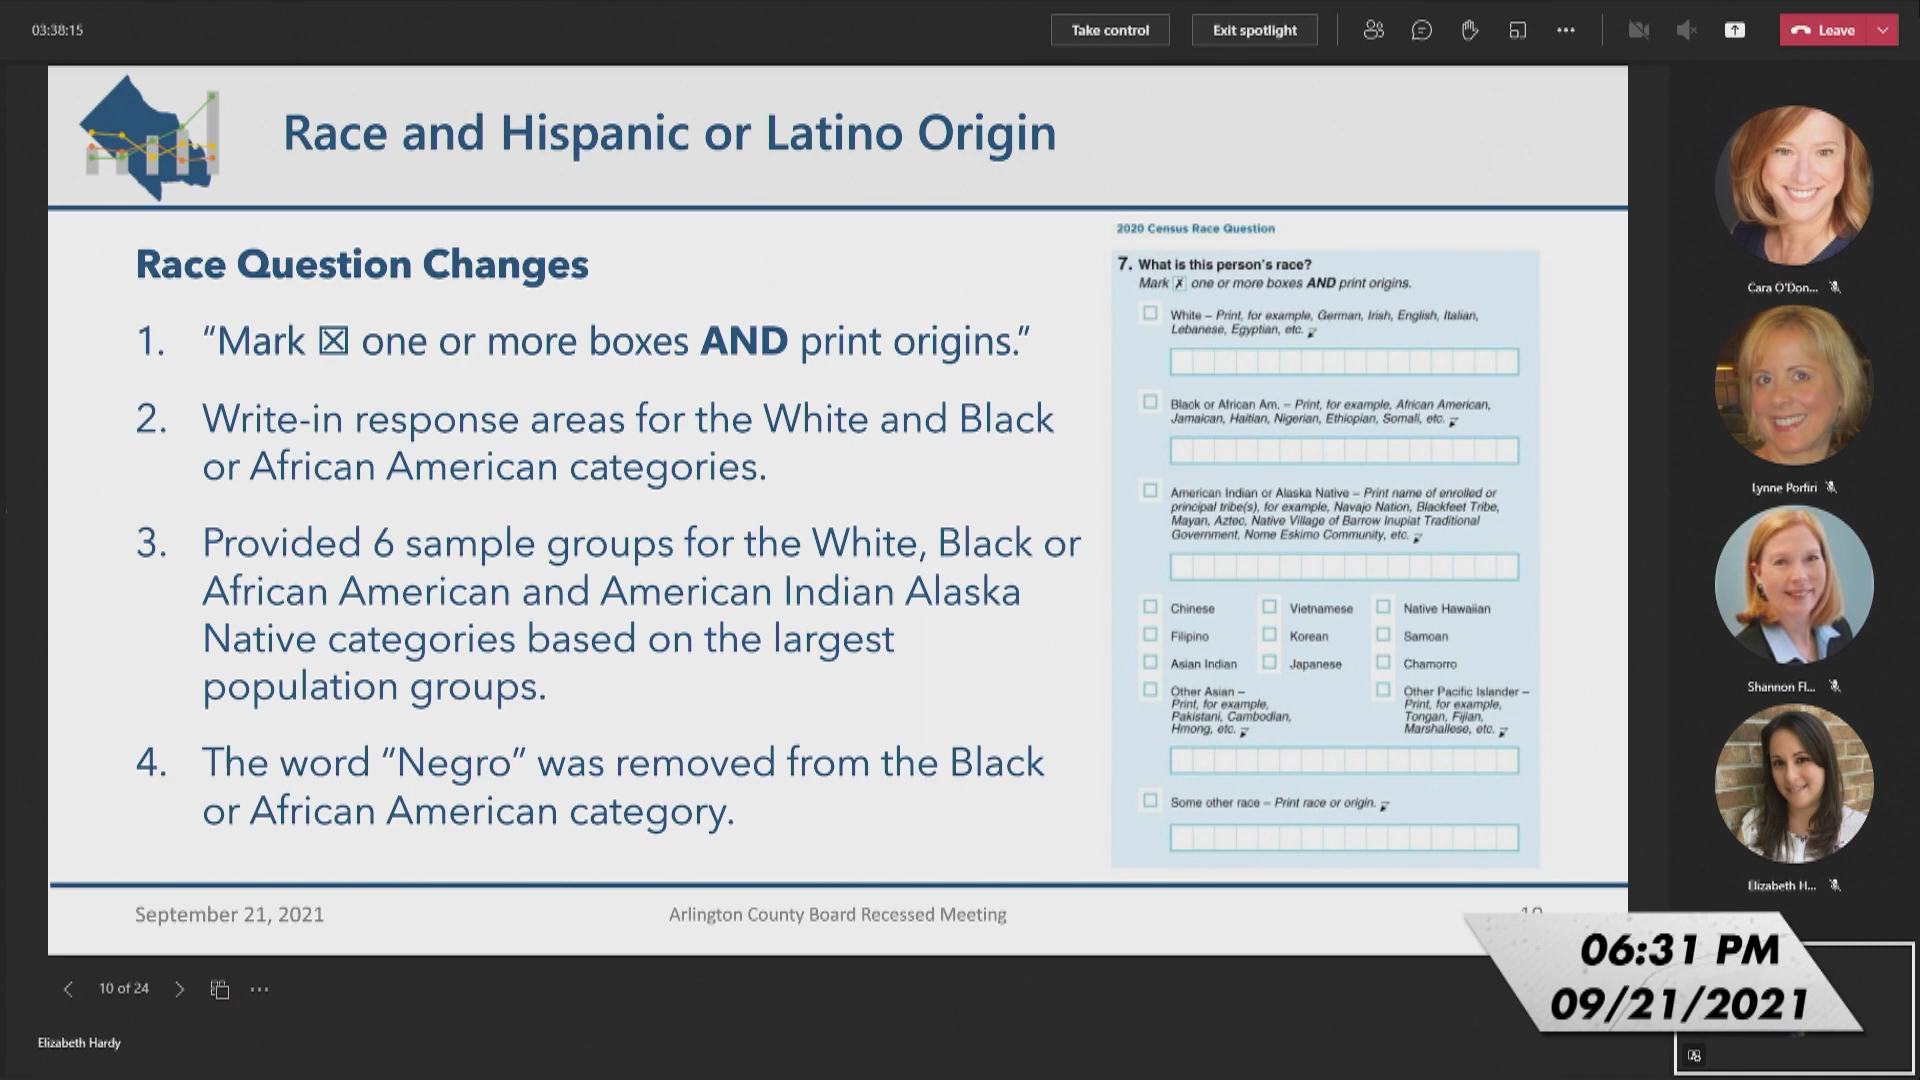 03:38:15
Take control
Exit spotlight
Leave
Race and Hispanic or Latino Origin
Race Question Changes
1. “Mark ☒ one or more boxes AND print origins.”
2. Write-in response areas for the White and Black
or African American categories.
3. Provided 6 sample groups for the White, Black or
African American and American Indian Alaska
Native categories based on the largest
population groups.
4. The word “Negro” was removed from the Black
or African American category.
2020 Census Race Question
7. What is this person's race?
Mark ☒ one or more boxes AND print origins.
White – Print, for example, German, Irish, English, Italian,
Lebanese, Egyptian, etc.
Black or African Am. – Print, for example, African American,
Jamaican, Haitian, Nigerian, Ethiopian, Somali, etc.
American Indian or Alaska Native – Print name of enrolled or
principal tribe(s), for example, Navajo Nation, Blackfeet Tribe,
Mayan, Aztec, Native Village of Barrow Inupiat Traditional
Government, Nome Eskimo Community, etc.
Chinese Vietnamese Native Hawaiian
Filipino Korean Samoan
Asian Indian Japanese Chamorro
Other Asian –
Print, for example,
Pakistani, Cambodian,
Hmong, etc.
Other Pacific Islander –
Print, for example,
Tongan, Fijian,
Marshallese, etc.
Some other race – Print race or origin.
September 21, 2021
Arlington County Board Recessed Meeting
Cara O'Don...
Lynne Porfiri
Shannon Fl...
Elizabeth H...
10 of 24
Elizabeth Hardy
06:31 PM
09/21/2021